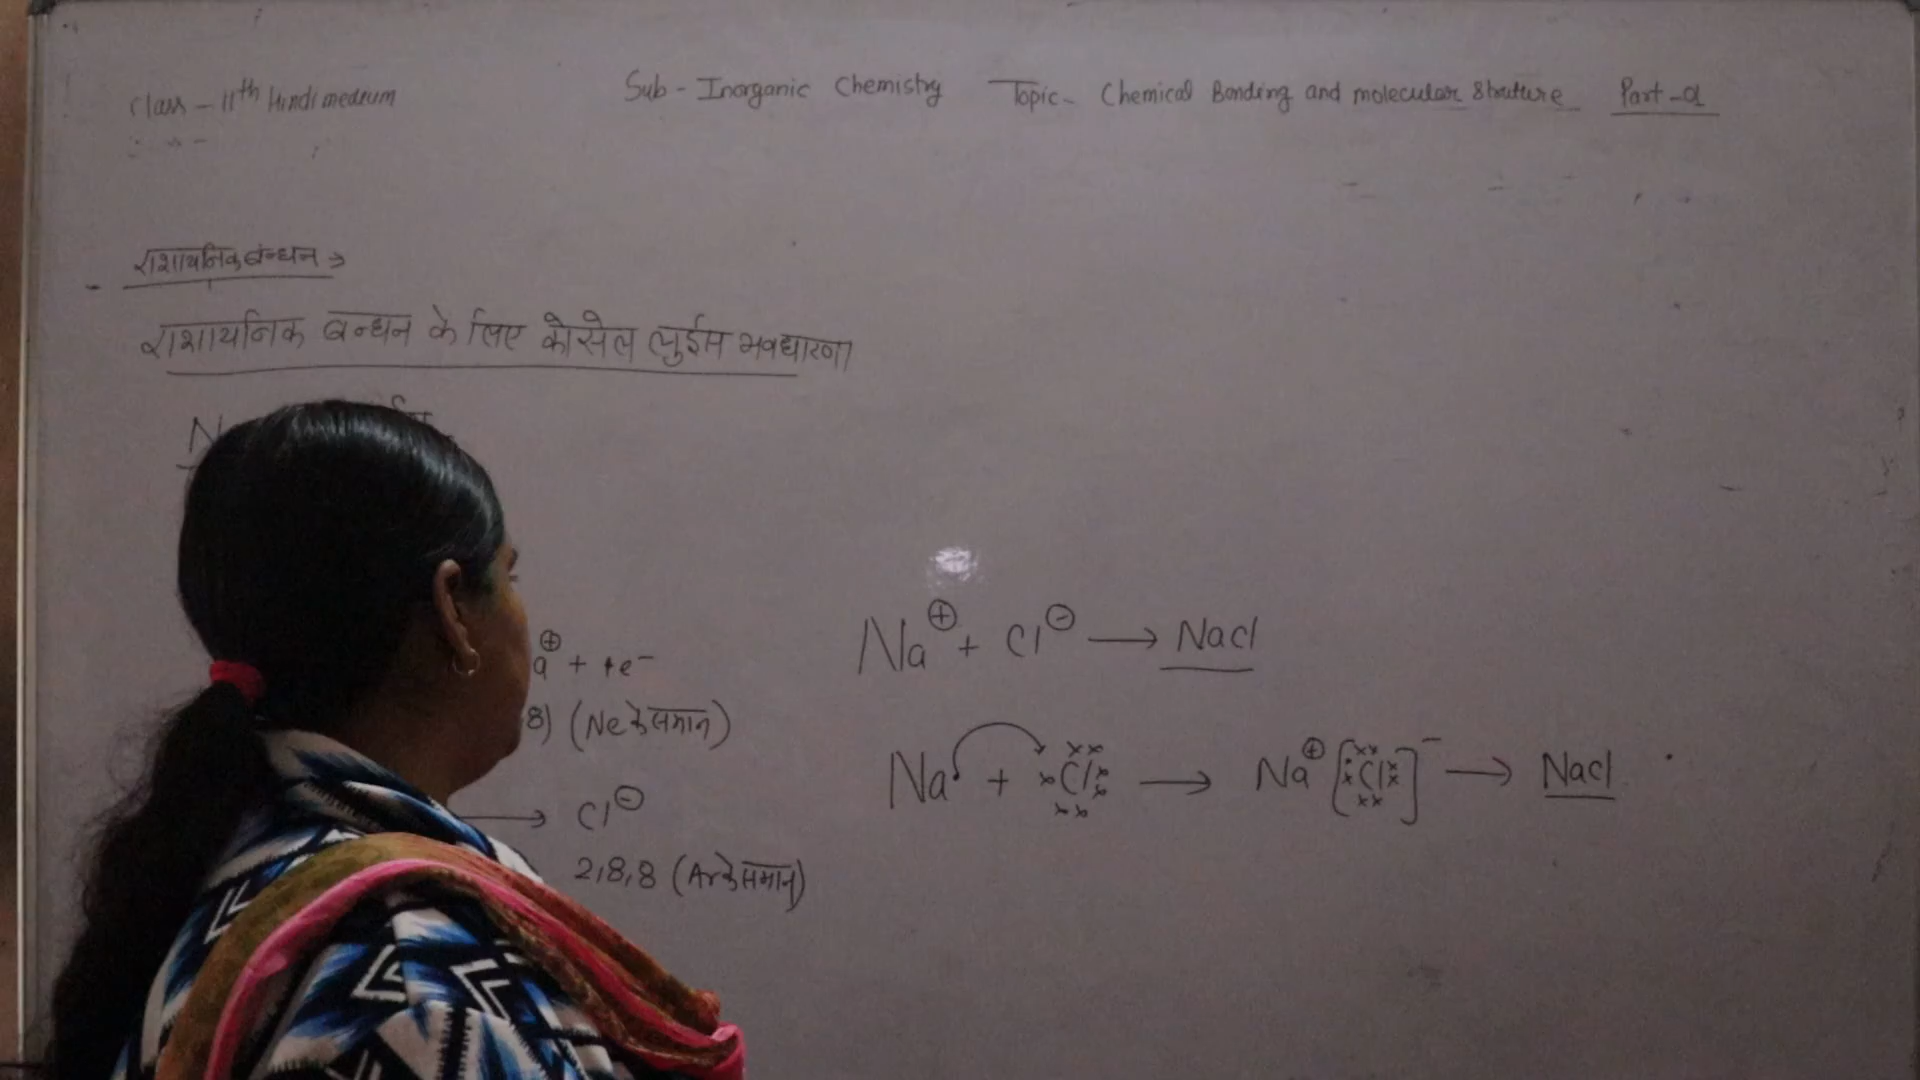 Class - 11th Hindi medium
Sub - Inorganic Chemistry Topic - Chemical Bonding and molecular Struture Part - 01
राशायनिक बन्धन →
राशायनिक बन्धन के लिए कोसेल लुईस अवधारणा
N
Na⊕ + Cl⊖ → Nacl
a⊕ + 1e⁻
8) (Ne के समान)
Na + Cl → Na⊕ [Cl]⁻ → Nacl
→ Cl⊖
2,8,8 (Ar के समान)